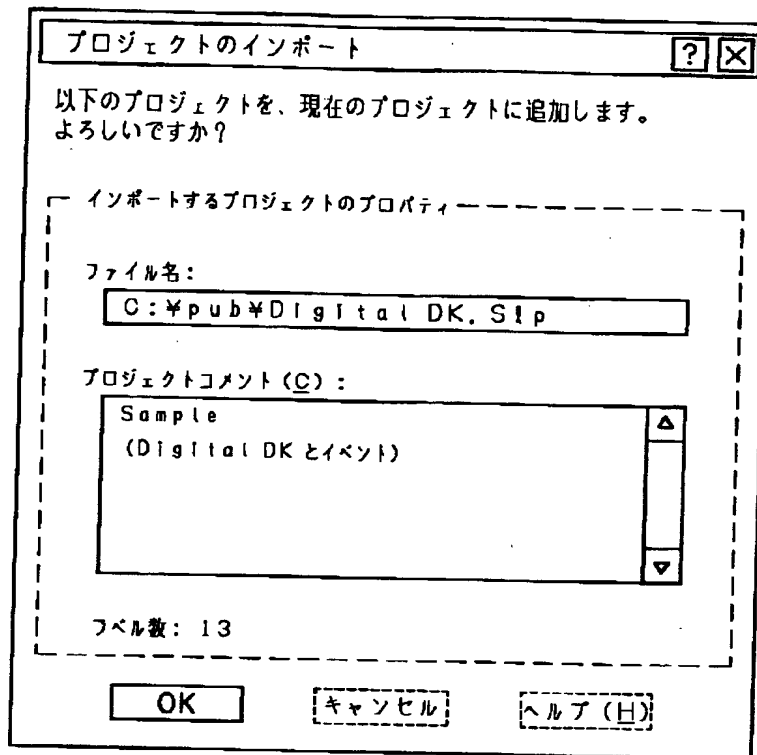 プロジェクトのインポート
以下のプロジェクトを、現在のプロジェクトに追加します。
よろしいですか?
インポートするプロジェクトのプロパティ
ファイル名:
C:¥pub¥Digital DK. S!p
プロジェクトコメント (C) :
Sample
(Digital DK とイベント)
フベル数: 13
OK
キャンセル
ヘルプ (H)